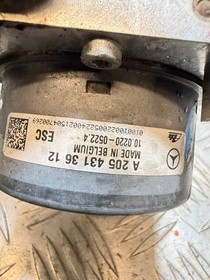 A 205 431 36 12
MADE IN BELGIUM
10.0220-0522.4
ESC